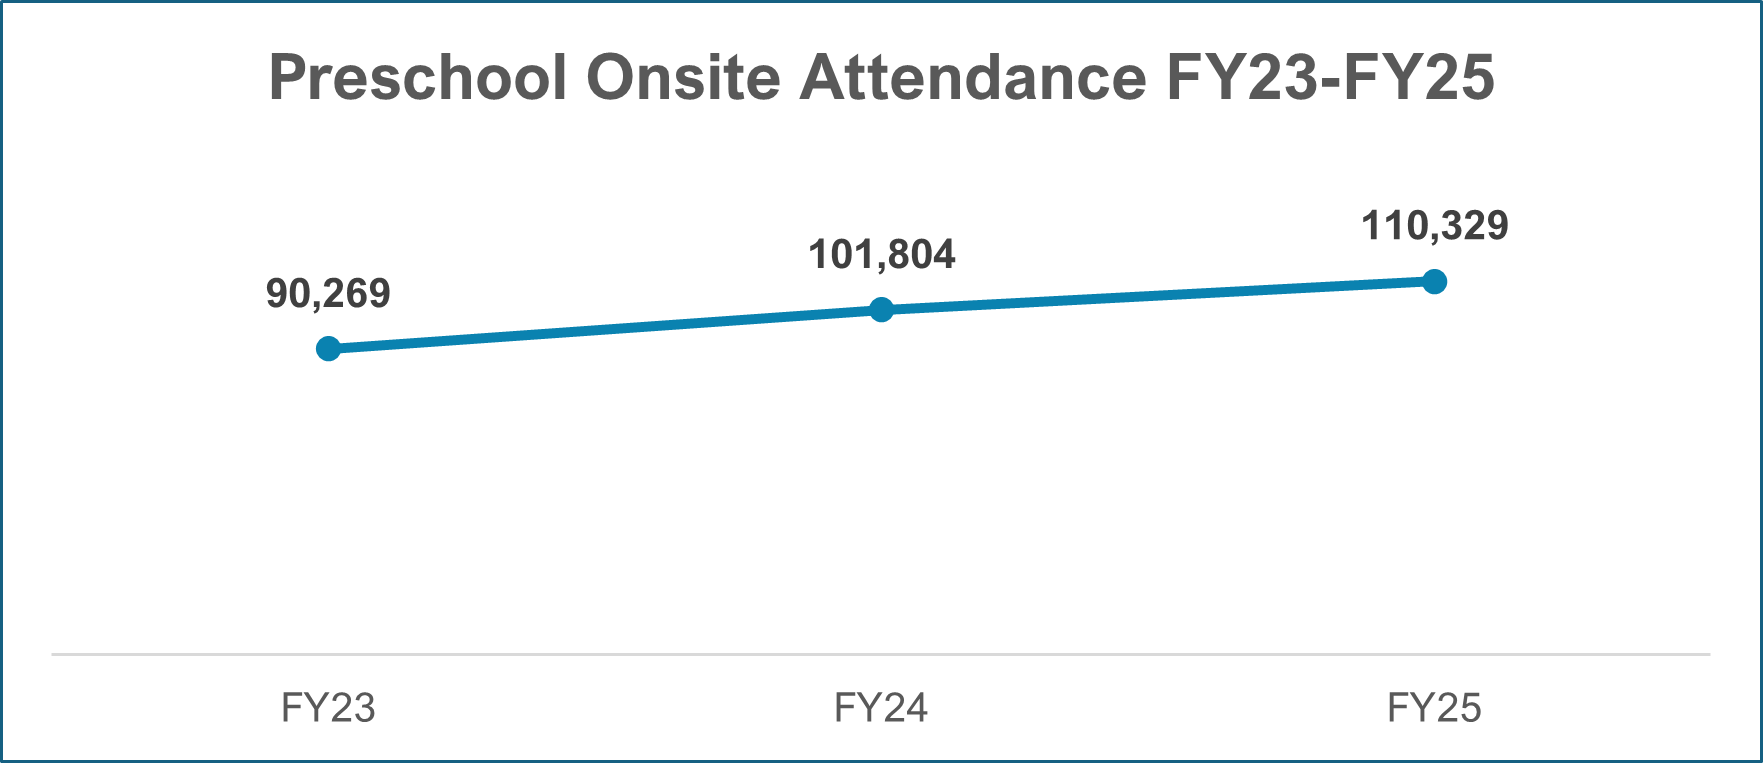 Preschool Onsite Attendance FY23-FY25
90,269
101,804
110,329
FY23
FY24
FY25